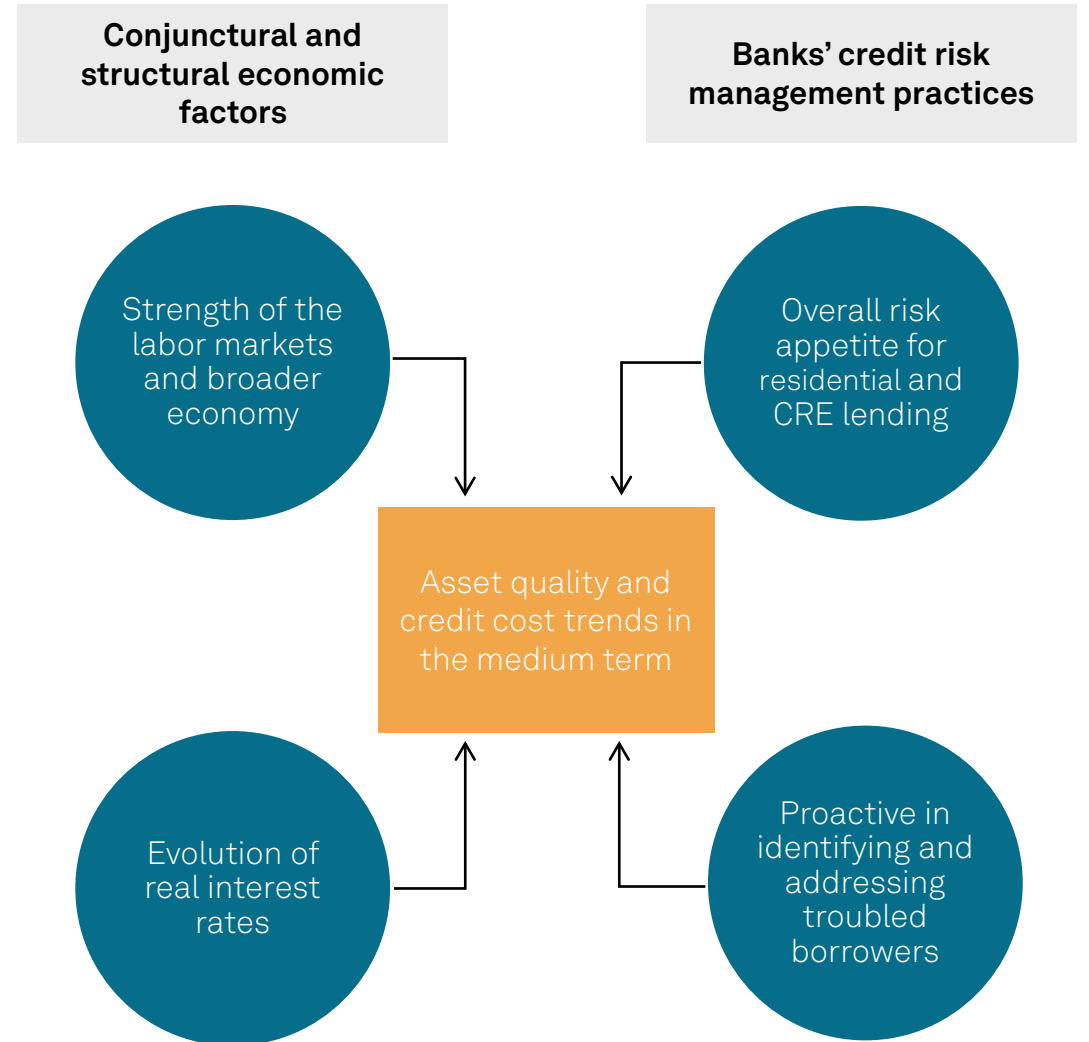 Conjunctural and
structural economic
factors
Banks’ credit risk
management practices
Strength of the
labor markets
and broader
economy
Overall risk
appetite for
residential and
CRE lending
Asset quality and
credit cost trends in
the medium term
Evolution of
real interest
rates
Proactive in
identifying and
addressing
troubled
borrowers